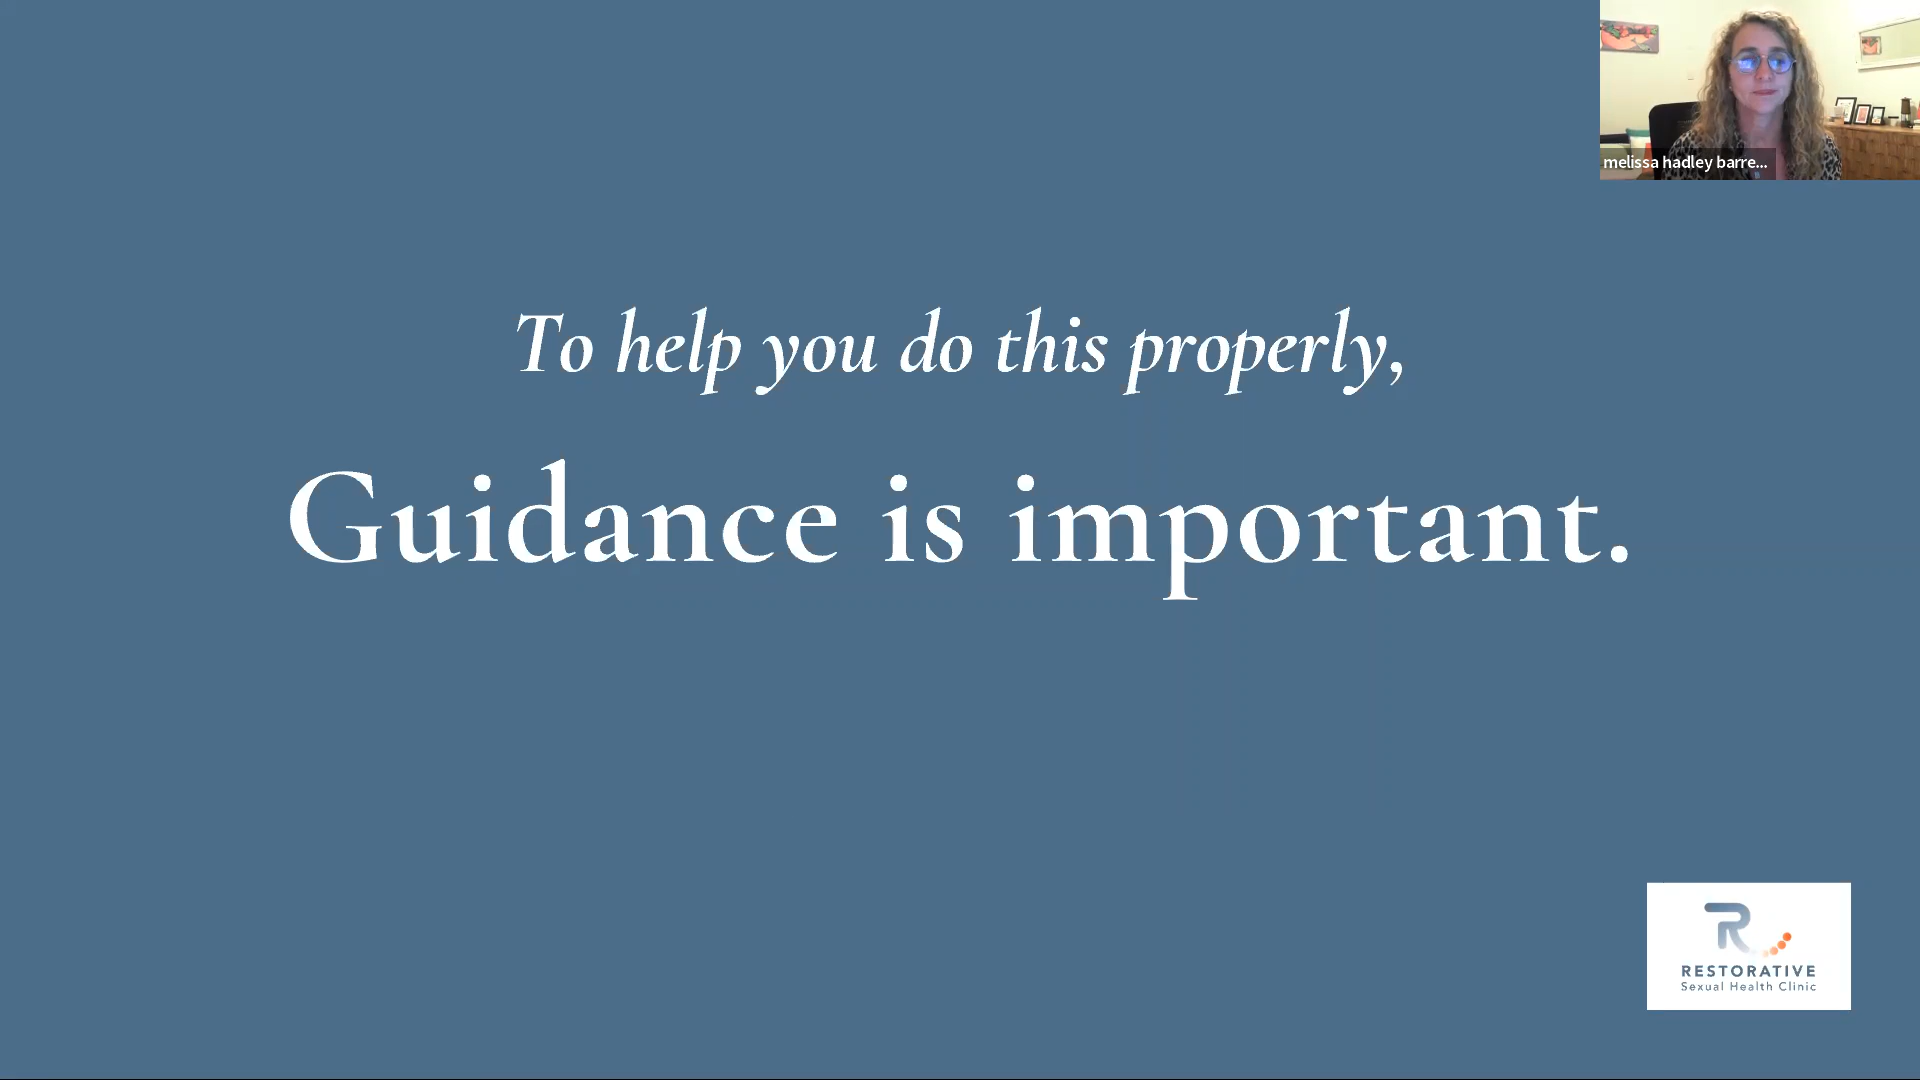 melissa hadley barre...
To help you do this properly,
Guidance is important.
RESTORATIVE
Sexual Health Clinic